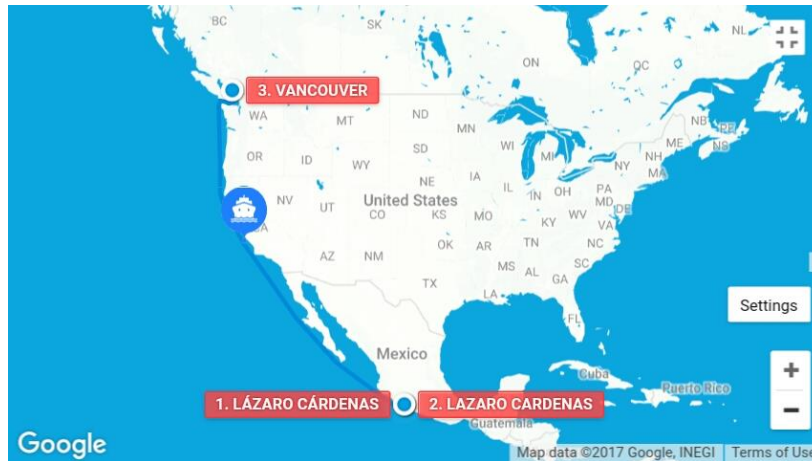 BC
SK
NL
ON
QC
3. VANCOUVER
WA
MT
ND
MN
NB
PE
NS
ME
OR
ID
WY
SD
WI
MI
NY
NH
MA
NV
UT
CO
NE
IA
IL
IN
OH
PA
MD
DE
United States
KS
MO
KY
WV
VA
CA
AZ
NM
OK
AR
TN
NC
SC
MS
AL
GA
TX
LA
FL
Settings
Mexico
Cuba
Puerto Rico
+
−
1. LÁZARO CÁRDENAS
2. LAZARO CARDENAS
Guatemala
Google
Map data ©2017 Google, INEGI
Terms of Use